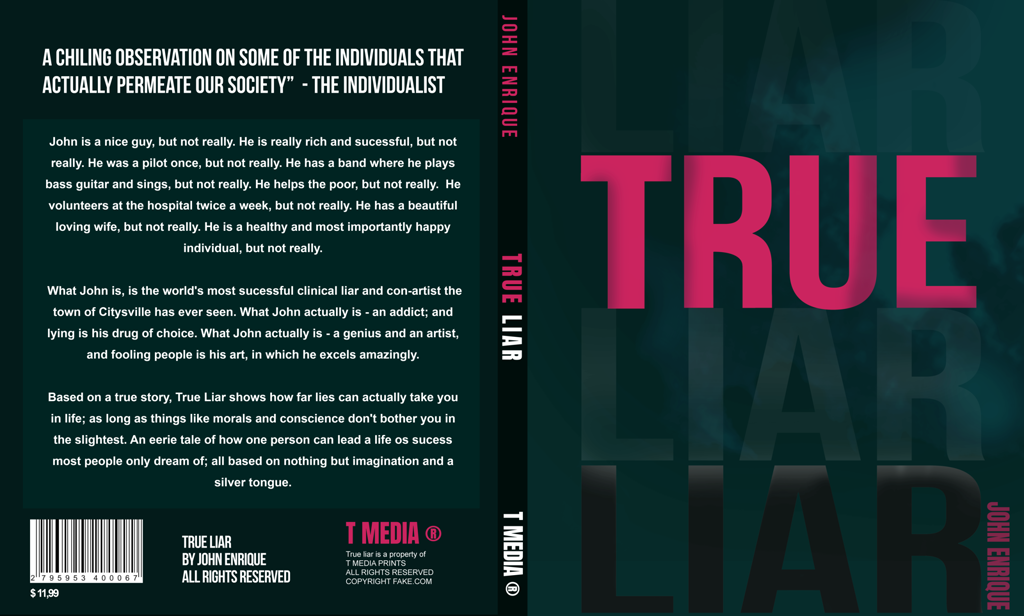 A CHILING OBSERVATION ON SOME OF THE INDIVIDUALS THAT
ACTUALLY PERMEATE OUR SOCIETY” - THE INDIVIDUALIST
John is a nice guy, but not really. He is really rich and sucessful, but not
really. He was a pilot once, but not really. He has a band where he plays
bass guitar and sings, but not really. He helps the poor, but not really. He
volunteers at the hospital twice a week, but not really. He has a beautiful
loving wife, but not really. He is a healthy and most importantly happy
individual, but not really.
What John is, is the world's most sucessful clinical liar and con-artist the
town of Citysville has ever seen. What John actually is - an addict; and
lying is his drug of choice. What John actually is - a genius and an artist,
and fooling people is his art, in which he excels amazingly.
Based on a true story, True Liar shows how far lies can actually take you
in life; as long as things like morals and conscience don't bother you in
the slightest. An eerie tale of how one person can lead a life os sucess
most people only dream of; all based on nothing but imagination and a
silver tongue.
2 795953 400067
$ 11,99
TRUE LIAR
BY JOHN ENRIQUE
ALL RIGHTS RESERVED
T MEDIA ®
True liar is a property of
T MEDIA PRINTS
ALL RIGHTS RESERVED
COPYRIGHT FAKE.COM
JOHN ENRIQUE
TRUE LIAR
T MEDIA ®
LIAR
TRUE
LIAR
LIAR
JOHN ENRIQUE